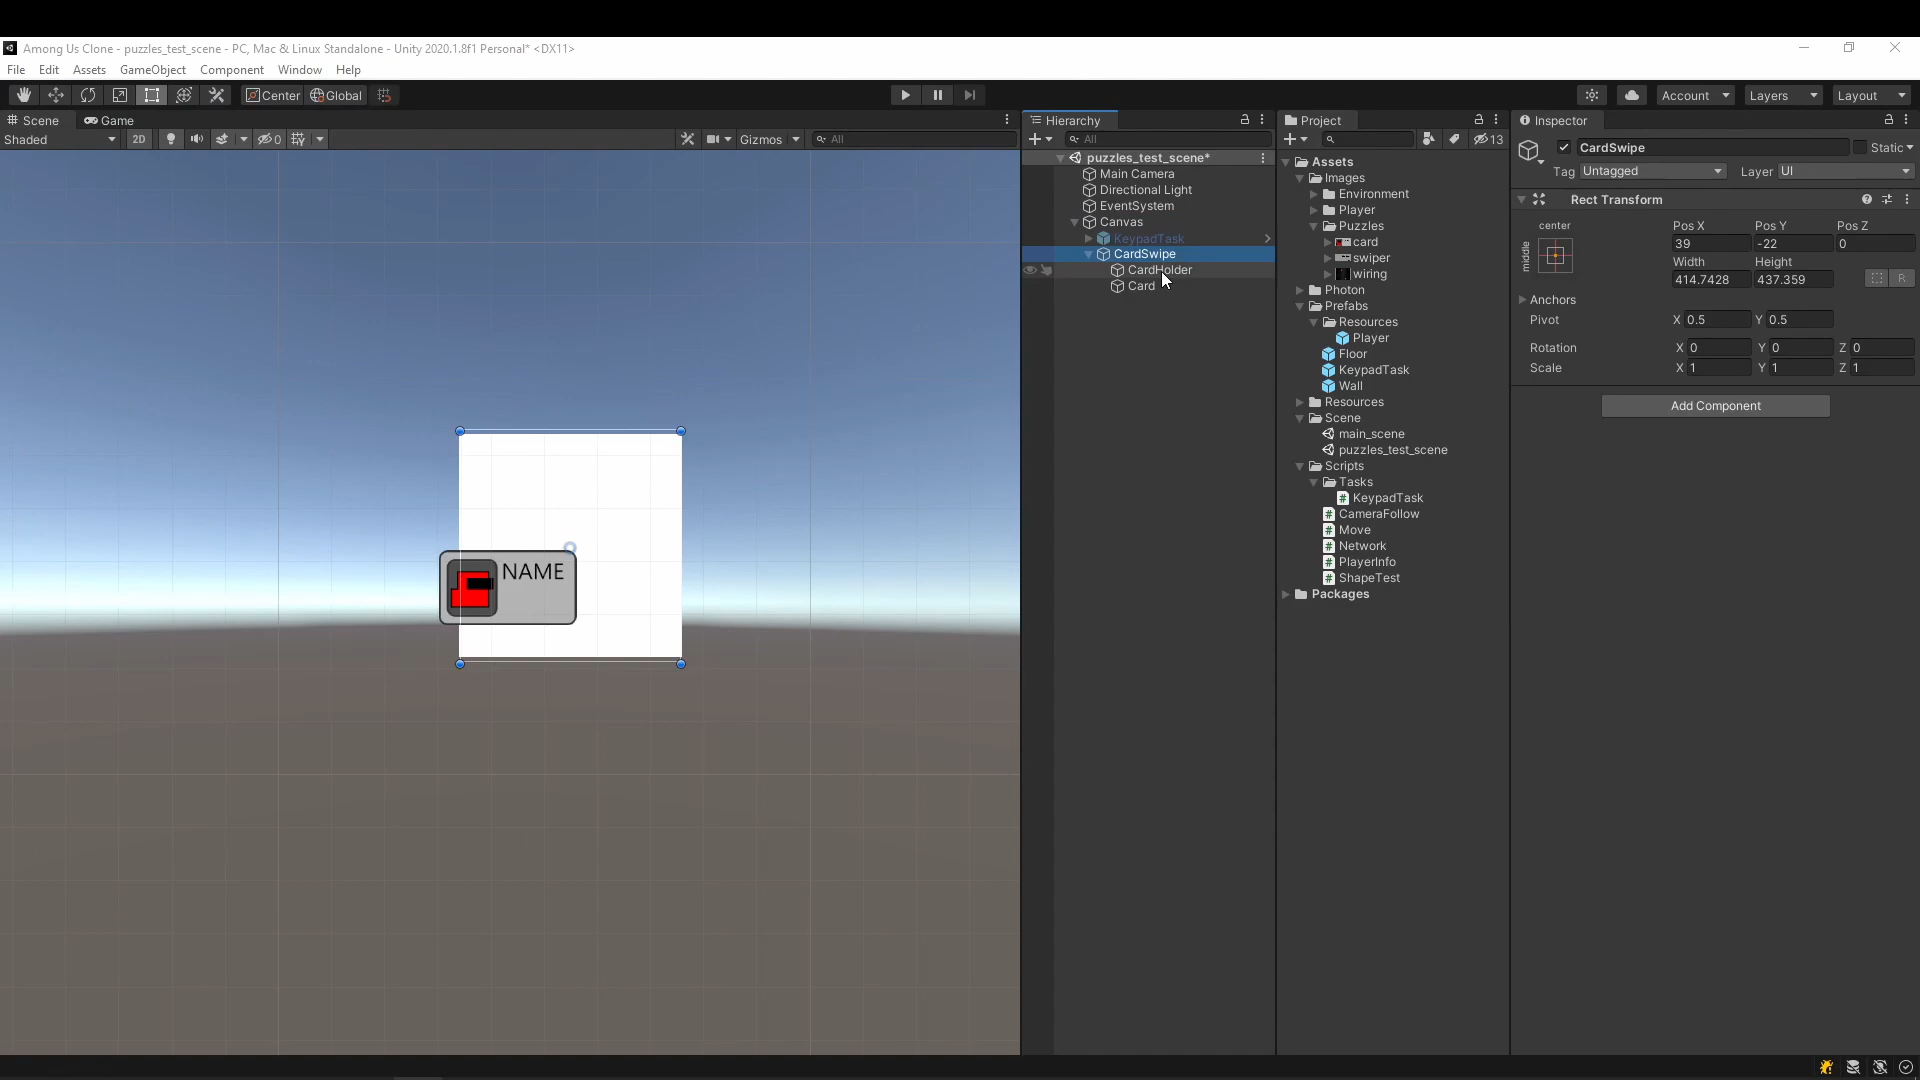 Among Us Clone - puzzles_test_scene - PC, Mac & Linux Standalone - Unity 2020.1.8f1 Personal* <DX11>
File Edit Assets GameObject Component Window Help
Center Global Account Layers Layout
Scene Game
Shaded 2D 0 Gizmos All
NAME
Hierarchy
All
puzzles_test_scene*
Main Camera
Directional Light
EventSystem
Canvas
KeypadTask
CardSwipe
CardHolder
Card
Project
13
Assets
Images
Environment
Player
Puzzles
card
swiper
wiring
Photon
Prefabs
Resources
Player
Floor
KeypadTask
Wall
Resources
Scene
main_scene
puzzles_test_scene
Scripts
Tasks
KeypadTask
CameraFollow
Move
Network
PlayerInfo
ShapeTest
Packages
Inspector
CardSwipe Static
Tag Untagged Layer UI
Rect Transform
center Pos X Pos Y Pos Z
middle 39 -22 0
Width Height
414.7428 437.359 R
Anchors
Pivot X 0.5 Y 0.5
Rotation X 0 Y 0 Z 0
Scale X 1 Y 1 Z 1
Add Component